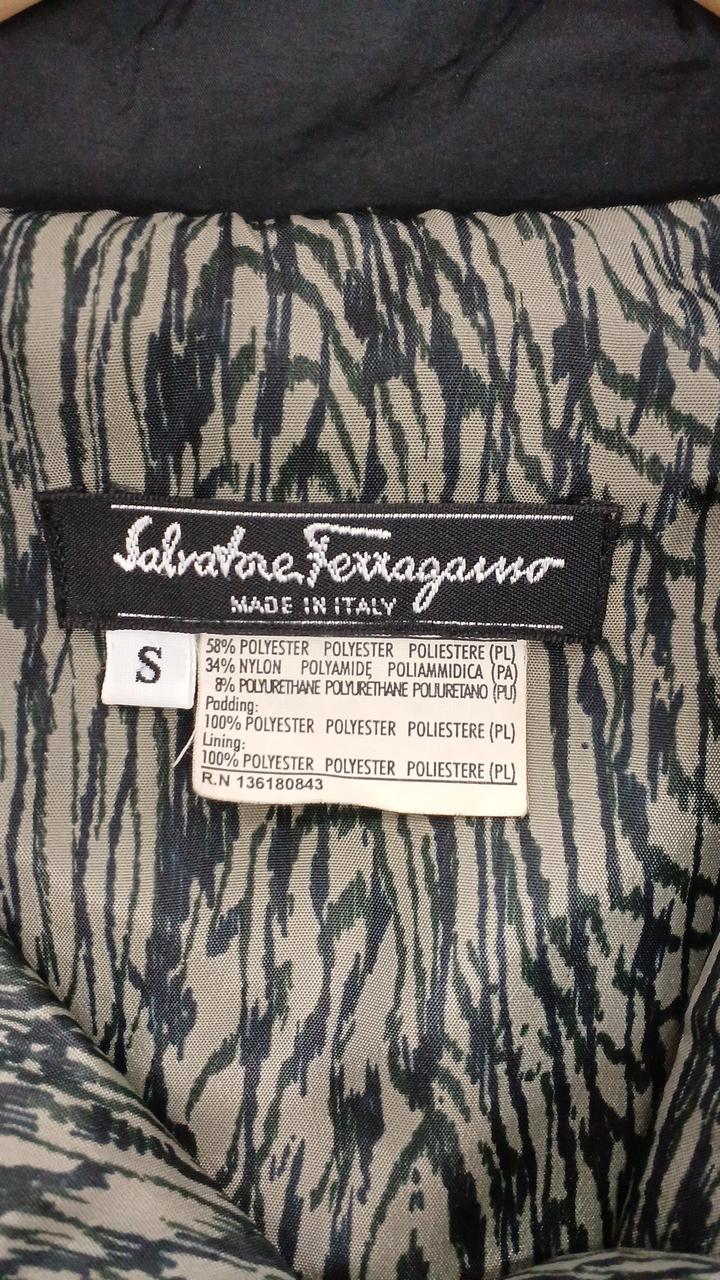 Salvatore Ferragamo
MADE IN ITALY
S
58% POLYESTER POLYESTER POLIESTERE (PL)
34% NYLON POLYAMIDE POLIAMMIDICA (PA)
8% POLYURETHANE POLYURETHANE POLIURETANO (PU)
Padding:
100% POLYESTER POLYESTER POLIESTERE (PL)
Lining:
100% POLYESTER POLYESTER POLIESTERE (PL)
R.N 136180843